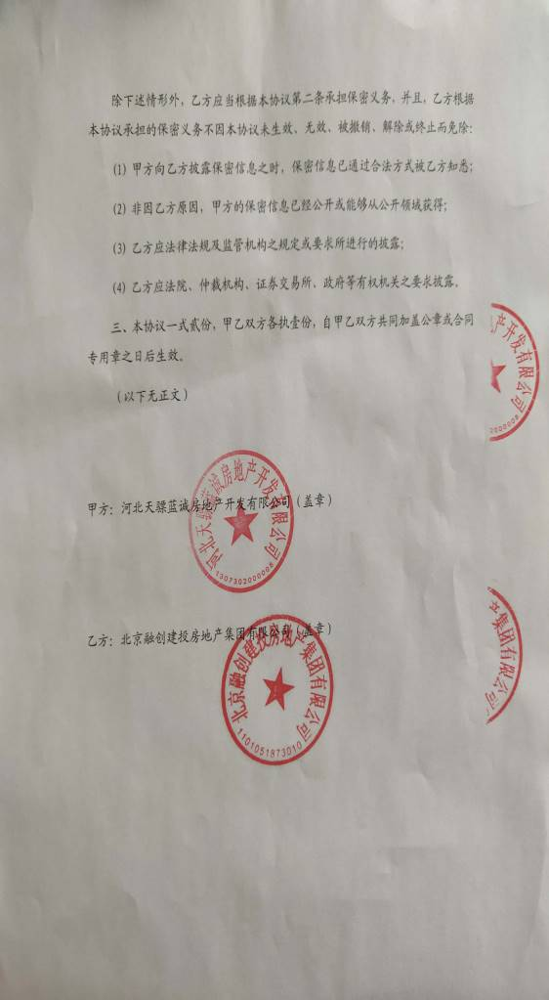 除下述情形外，乙方应当根据本协议第二条承担保密义务，并且，乙方根据
本协议承担的保密义务不因本协议未生效、无效、被撤销、解除或终止而免除：
(1) 甲方向乙方披露保密信息之时，保密信息已通过合法方式被乙方知悉；
(2) 非因乙方原因，甲方的保密信息已经公开或能够从公开领域获得；
(3) 乙方应法律法规及监管机构之规定或要求所进行的披露；
(4) 乙方应法院、仲裁机构、证券交易所、政府等有权机关之要求披露。
三、本协议一式贰份，甲乙双方各执壹份，自甲乙双方共同加盖公章或合同
专用章之日后生效。
（以下无正文）
产开发有限公司
2000008
甲方：河北天骠蓝诚房地产开发有限公司（盖章）
河北天骠蓝诚房地产开发有限公司
1307302000008
乙方：北京融创建投房地产集团有限公司（盖章）
北京融创建投房地产集团有限公司
1101051873010
集团有限公司